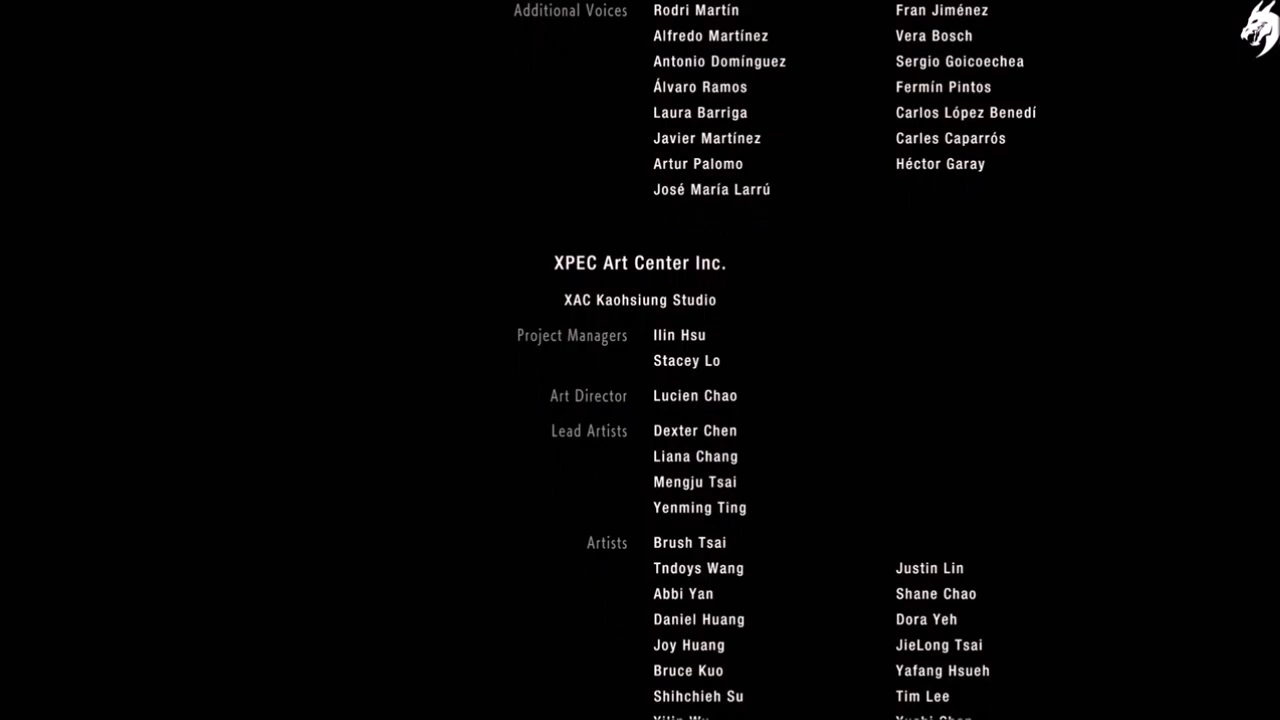 Additional Voices Rodri Martín Fran Jiménez
Alfredo Martínez Vera Bosch
Antonio Domínguez Sergio Goicoechea
Álvaro Ramos Fermín Pintos
Laura Barriga Carlos López Benedí
Javier Martínez Carles Caparrós
Artur Palomo Héctor Garay
José María Larrú
XPEC Art Center Inc.
XAC Kaohsiung Studio
Project Managers Ilin Hsu
Stacey Lo
Art Director Lucien Chao
Lead Artists Dexter Chen
Liana Chang
Mengju Tsai
Yenming Ting
Artists Brush Tsai
Tndoys Wang Justin Lin
Abbi Yan Shane Chao
Daniel Huang Dora Yeh
Joy Huang JieLong Tsai
Bruce Kuo Yafang Hsueh
Shihchieh Su Tim Lee